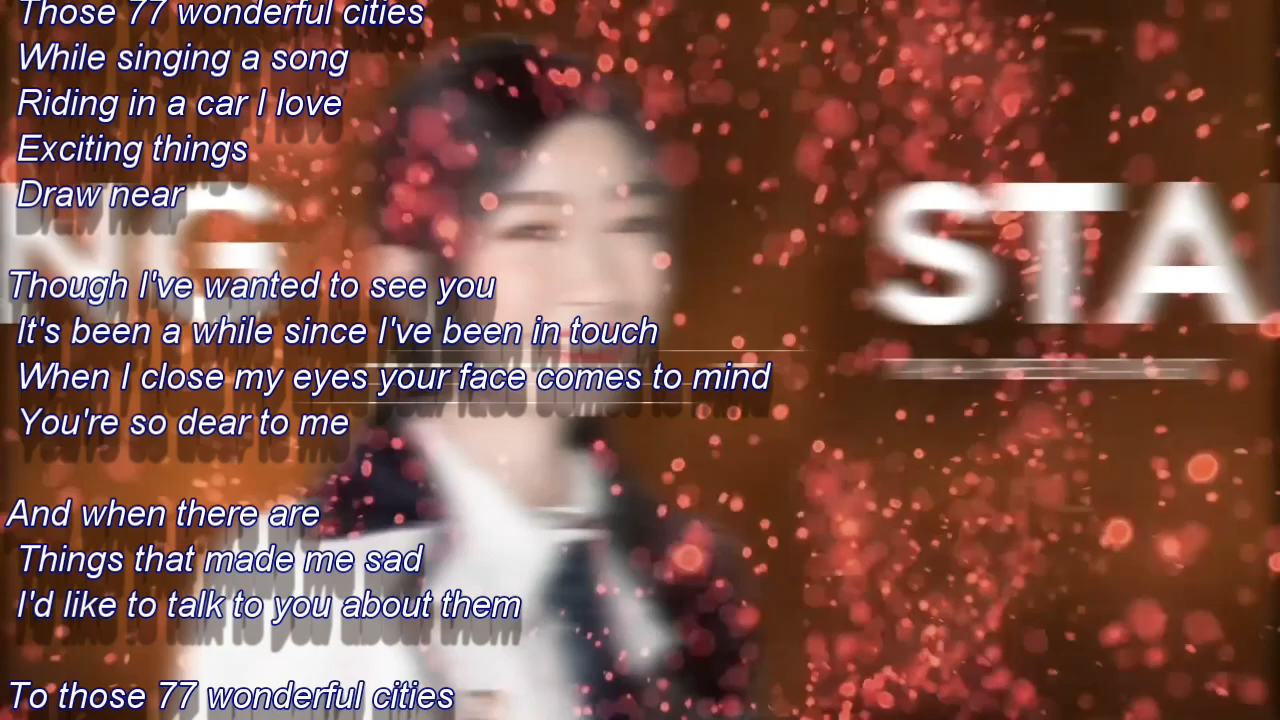 Those 77 wonderful cities
While singing a song
Riding in a car I love
Exciting things
Draw near
NG STA
Though I've wanted to see you
It's been a while since I've been in touch
When I close my eyes your face comes to mind
You're so dear to me
And when there are
Things that made me sad
I'd like to talk to you about them
To those 77 wonderful cities